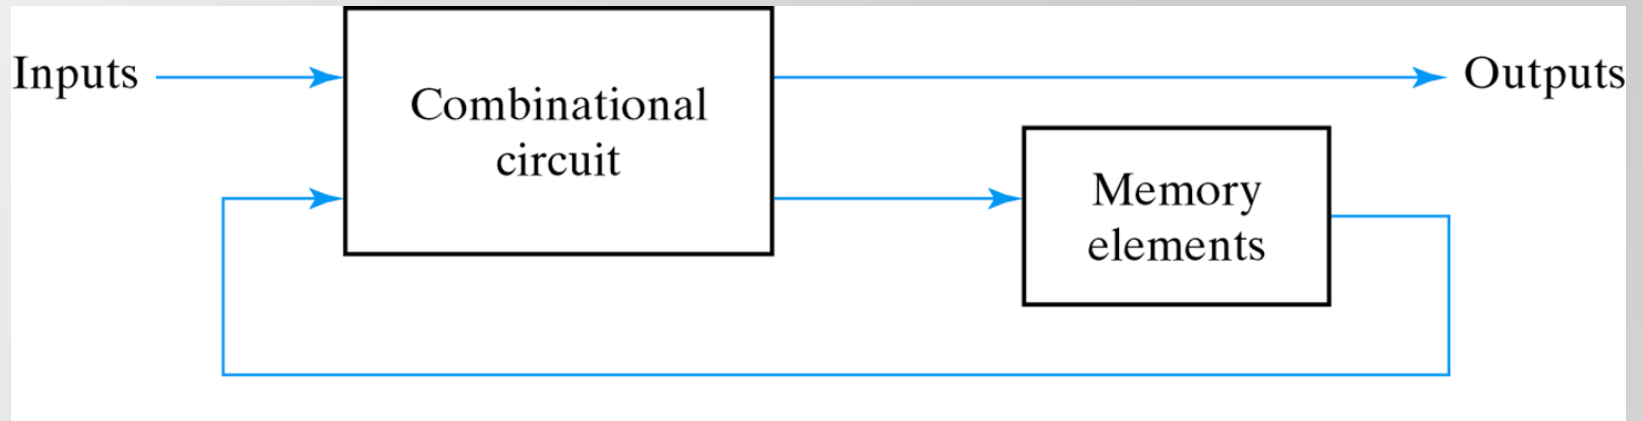 Inputs
Combinational
circuit
Outputs
Memory
elements